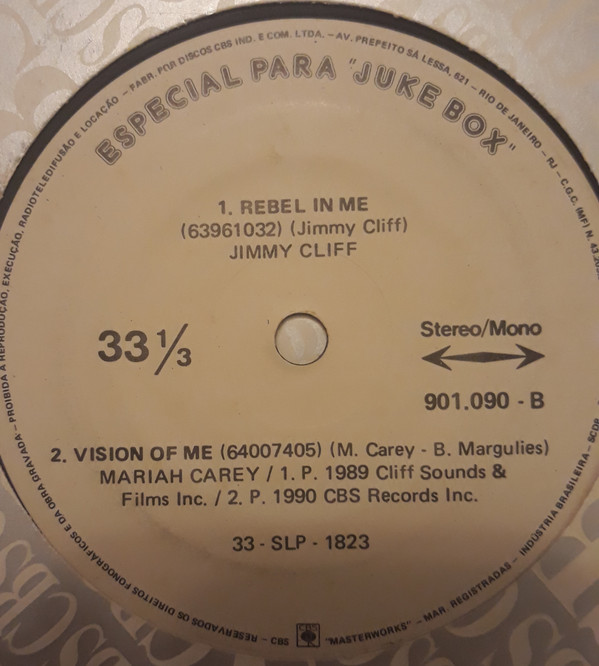 ESPECIAL PARA "JUKE BOX"
1. REBEL IN ME
(63961032) (Jimmy Cliff)
JIMMY CLIFF
33 1/3
Stereo/Mono
901.090 - B
2. VISION OF ME (64007405) (M. Carey - B. Margulies)
MARIAH CAREY / 1. P. 1989 Cliff Sounds &
Films Inc. / 2. P. 1990 CBS Records Inc.
33 - SLP - 1823
RESERVADOS OS DIREITOS FONOGRÁFICOS E DA OBRA GRAVADA – PROIBIDA A REPRODUÇÃO, EXECUÇÃO, RADIOTELEDIFUSÃO E LOCAÇÃO – FABR. POR DISCOS CBS IND. E COM. LTDA. – AV. PREFEITO SÁ LESSA, 621 – RIO DE JANEIRO – RJ – C.G.C. (MF) N.
INDÚSTRIA BRASILEIRA
– MAR. REGISTRADAS –
– CBS
CBS
"MASTERWORKS"
CBS